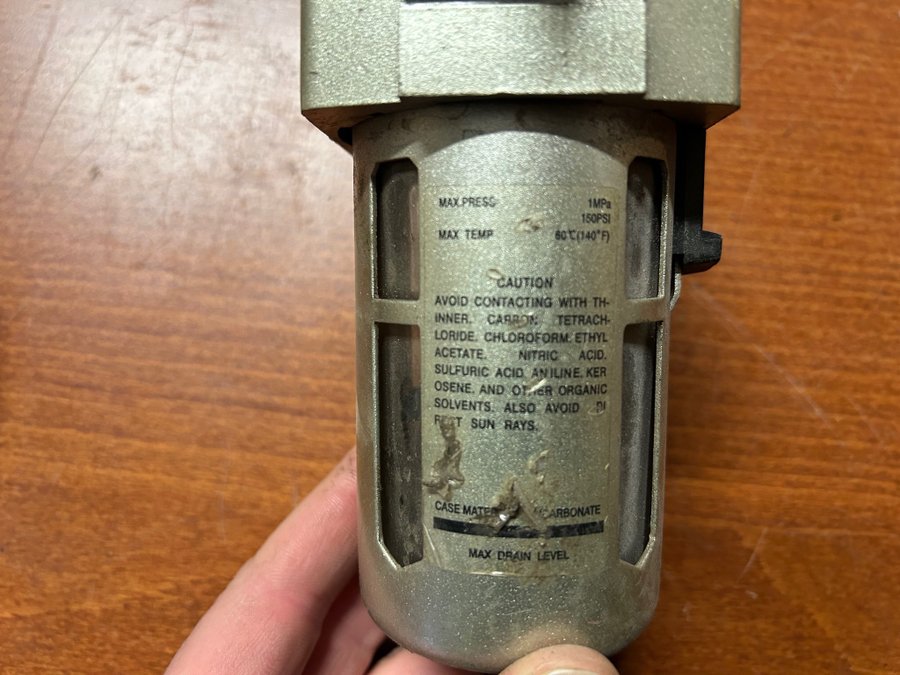 MAX.PRESS 1MPa
150PSI
MAX TEMP 60℃(140°F)
CAUTION
AVOID CONTACTING WITH TH-
INNER. CARBON TETRACH-
LORIDE. CHLOROFORM. ETHYL
ACETATE. NITRIC ACID.
SULFURIC ACID. ANILINE. KER
OSENE. AND OTHER ORGANIC
SOLVENTS. ALSO AVOID DI
RECT SUN RAYS.
CASE
MAX DRAIN LEVEL